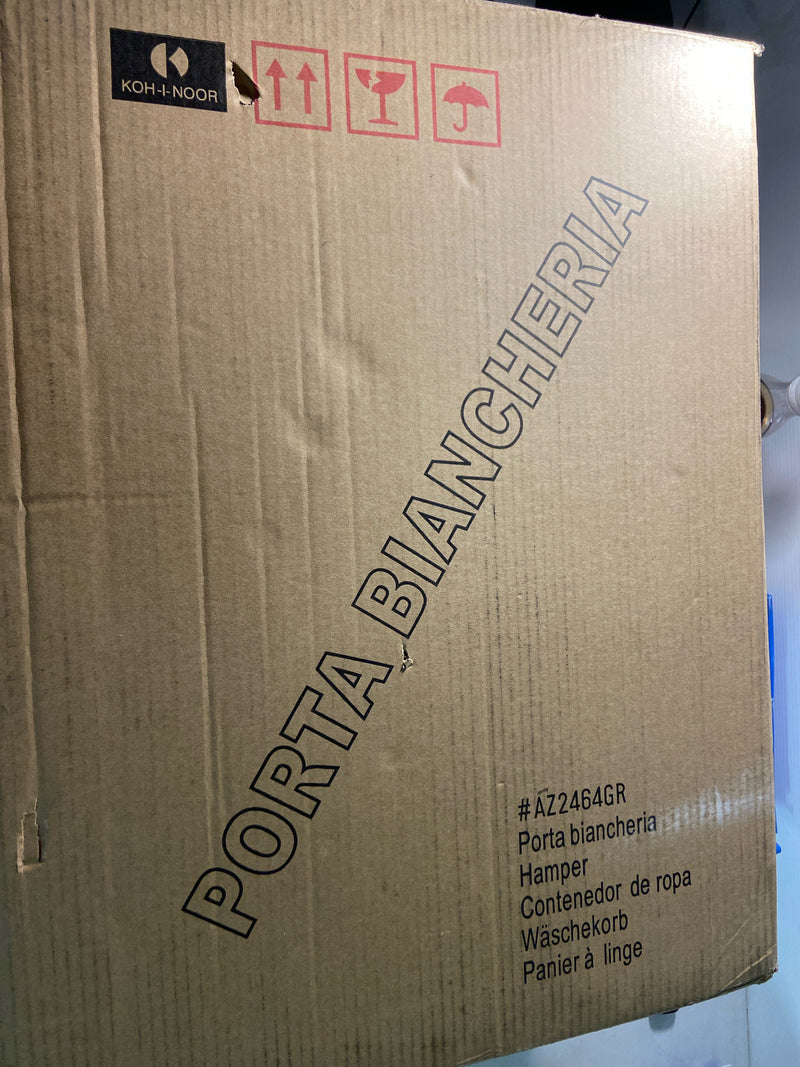 KOH-I-NOOR
PORTA BIANCHERIA
#AZ2464GR
Porta biancheria
Hamper
Contenedor de ropa
Wäschekorb
Panier à linge